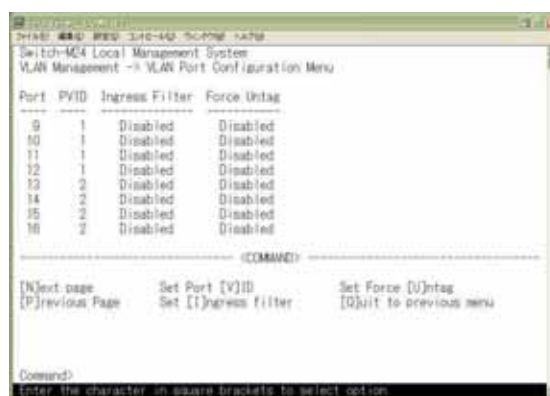 Switch-M24 Local Management System
VLAN Management -> VLAN Port Configuration Menu
Port PVID Ingress Filter Force Untag
9 1 Disabled Disabled
10 1 Disabled Disabled
11 1 Disabled Disabled
12 1 Disabled Disabled
13 2 Disabled Disabled
14 2 Disabled Disabled
15 2 Disabled Disabled
16 2 Disabled Disabled
<COMMAND>
[N]ext page Set Port [V]ID Set Force [U]ntag
[P]revious Page Set [I]ngress filter [Q]uit to previous menu
Command>
Enter the character in square brackets to select option